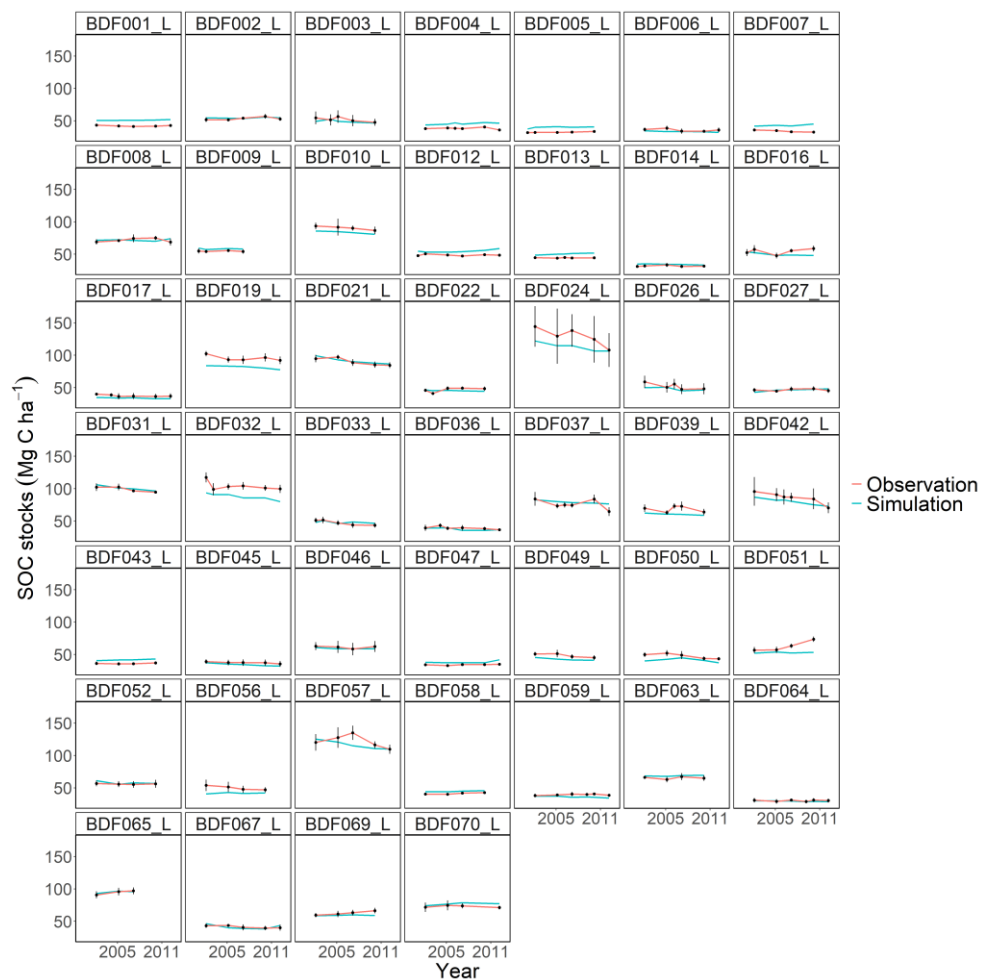 BDF001_L BDF002_L BDF003_L BDF004_L BDF005_L BDF006_L BDF007_L
150
100
50
BDF008_L BDF009_L BDF010_L BDF012_L BDF013_L BDF014_L BDF016_L
150
100
50
BDF017_L BDF019_L BDF021_L BDF022_L BDF024_L BDF026_L BDF027_L
150
100
50
SOC stocks (Mg C ha⁻¹)
BDF031_L BDF032_L BDF033_L BDF036_L BDF037_L BDF039_L BDF042_L
150
100
50
Observation
Simulation
BDF043_L BDF045_L BDF046_L BDF047_L BDF049_L BDF050_L BDF051_L
150
100
50
BDF052_L BDF056_L BDF057_L BDF058_L BDF059_L BDF063_L BDF064_L
150
100
50
2005 2011 2005 2011 2005 2011
BDF065_L BDF067_L BDF069_L BDF070_L
150
100
50
2005 2011 2005 2011 2005 2011 2005 2011
Year